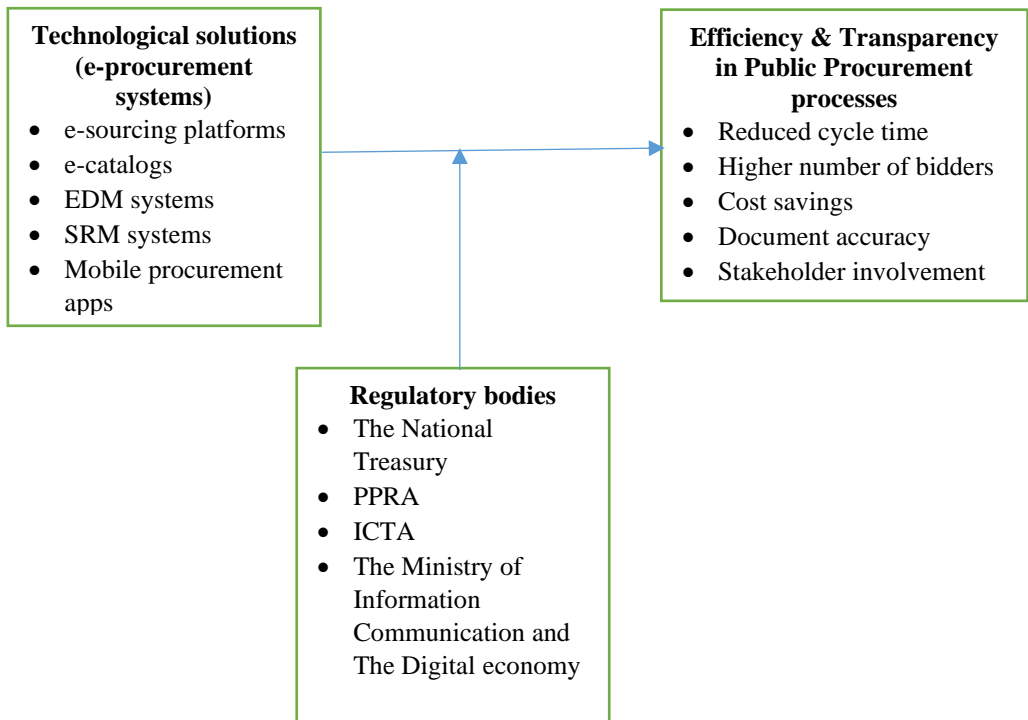 Technological solutions
(e-procurement
systems)
• e-sourcing platforms
• e-catalogs
• EDM systems
• SRM systems
• Mobile procurement
apps
Efficiency & Transparency
in Public Procurement
processes
• Reduced cycle time
• Higher number of bidders
• Cost savings
• Document accuracy
• Stakeholder involvement
Regulatory bodies
• The National
Treasury
• PPRA
• ICTA
• The Ministry of
Information
Communication and
The Digital economy